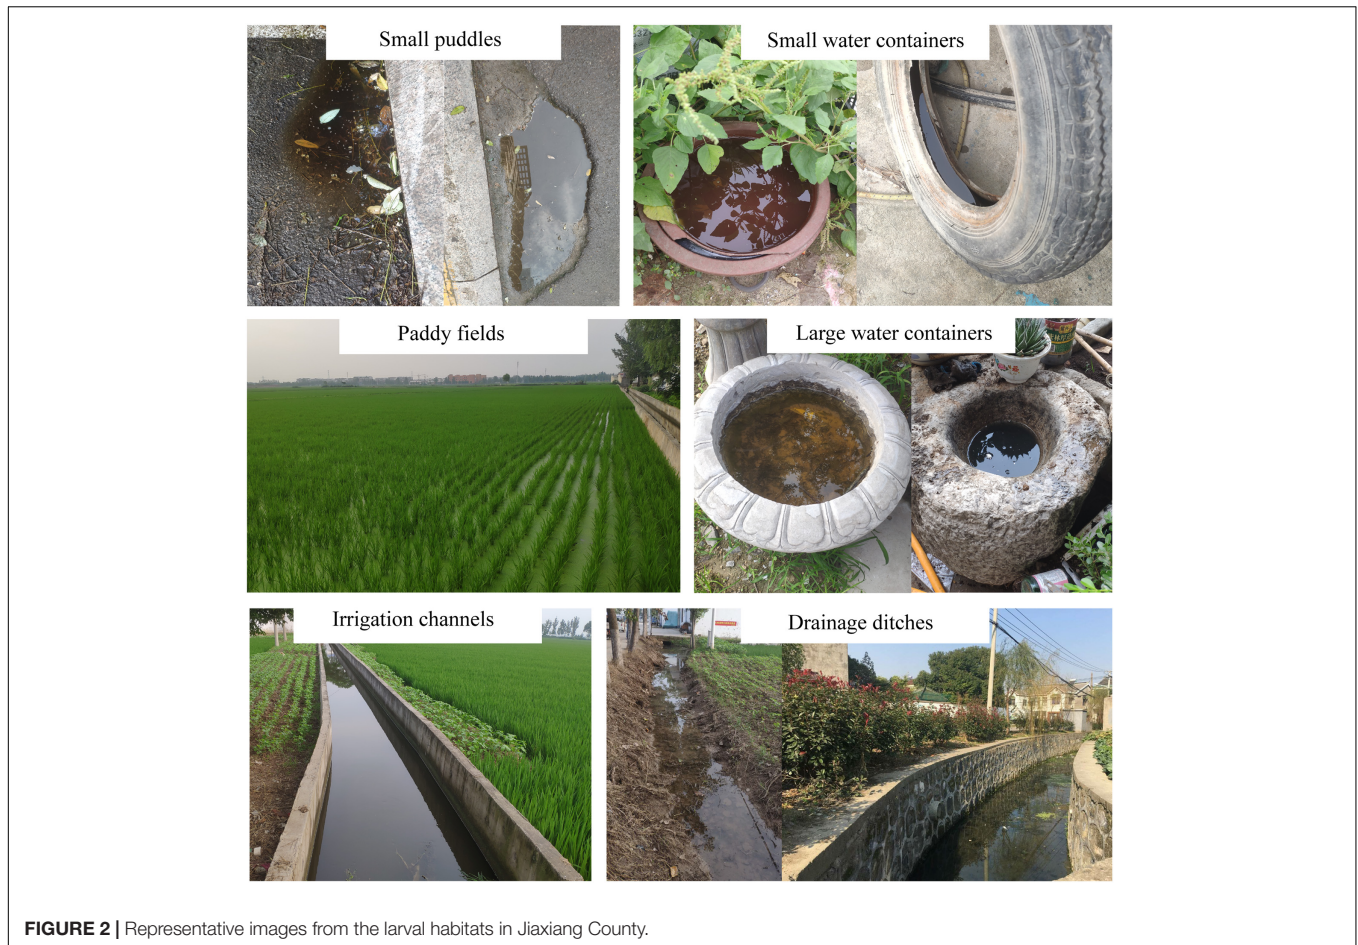 Small puddles
Small water containers
Paddy fields
Large water containers
Irrigation channels
Drainage ditches
FIGURE 2 | Representative images from the larval habitats in Jiaxiang County.